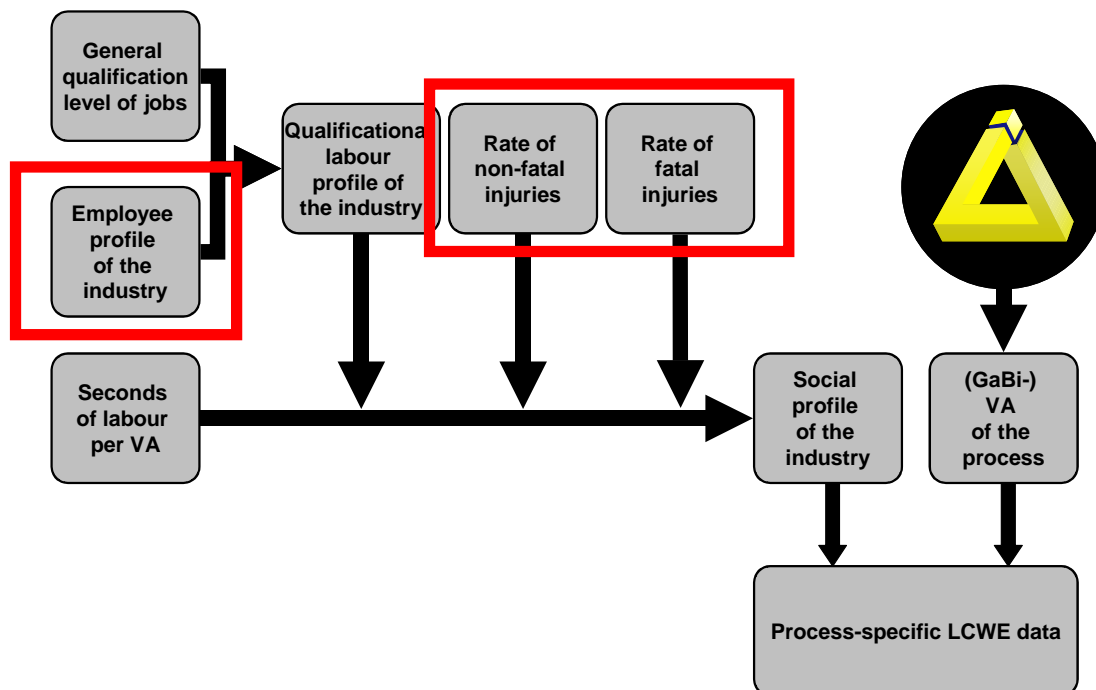 General
qualification
level of jobs
Employee
profile
of the
industry
Seconds
of labour
per VA
Qualificationa
labour
profile of
the industry
Rate of
non-fatal
injuries
Rate of
fatal
injuries
Social
profile
of the
industry
(GaBi-)
VA
of the
process
Process-specific LCWE data